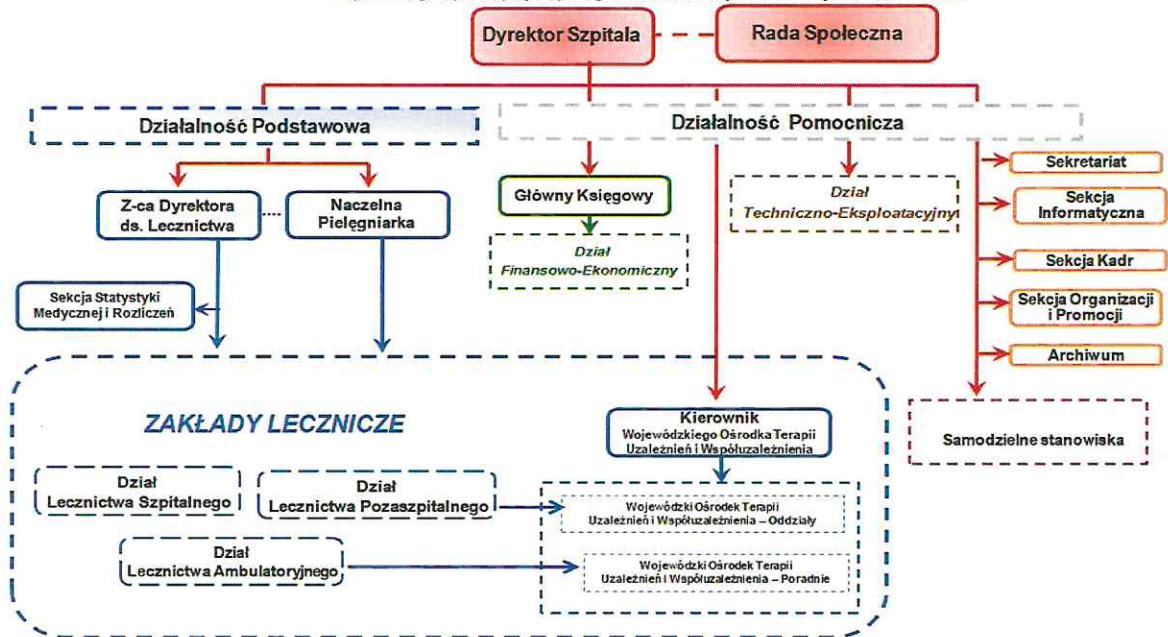 Dyrektor Szpitala
Rada Społeczna
Działalność Podstawowa
Działalność Pomocnicza
Z-ca Dyrektora
ds. Lecznictwa
Naczelna
Pielęgniarka
Główny Księgowy
Dział
Finansowo-Ekonomiczny
Dział
Techniczno-Eksploatacyjny
Sekretariat
Sekcja
Informatyczna
Sekcja Kadr
Sekcja Organizacji
i Promocji
Archiwum
Samodzielne stanowiska
Sekcja Statystyki
Medycznej i Rozliczeń
ZAKŁADY LECZNICZE
Kierownik
Wojewódzkiego Ośrodka Terapii
Uzależnień i Współuzależnienia
Dział
Lecznictwa Szpitalnego
Dział
Lecznictwa Pozaszpitalnego
Wojewódzki Ośrodek Terapii
Uzależnień i Współuzależnienia – Oddziały
Dział
Lecznictwa Ambulatoryjnego
Wojewódzki Ośrodek Terapii
Uzależnień i Współuzależnienia – Poradnie